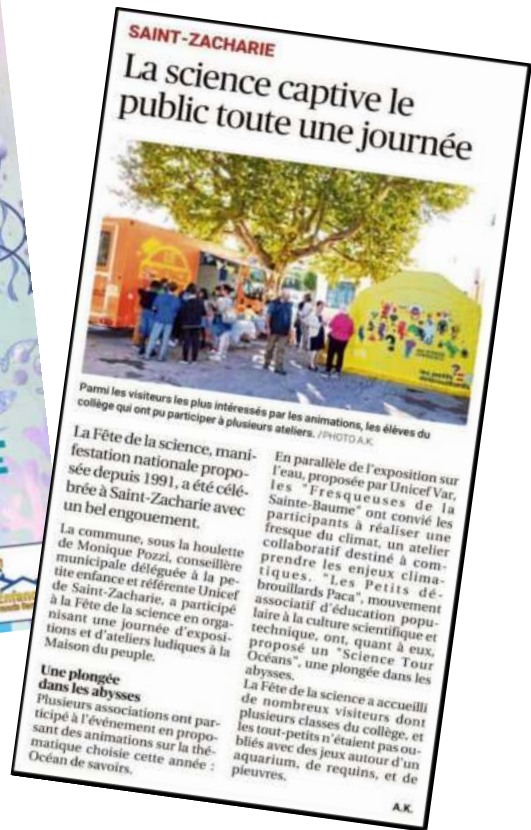 SAINT-ZACHARIE
La science captive le
public toute une journée
Parmi les visiteurs les plus intéressés par les animations, les élèves du
collège qui ont pu participer à plusieurs ateliers. /PHOTO A.K.
La Fête de la science, mani-
festation nationale propo-
sée depuis 1991, a été célé-
brée à Saint-Zacharie avec
un bel engouement.
La commune, sous la houlette
de Monique Pozzi, conseillère
municipale déléguée à la pe-
tite enfance et référente Unicef
de Saint-Zacharie, a participé
à la Fête de la science en orga-
nisant une journée d'exposi-
tions et d'ateliers ludiques à la
Maison du peuple.
Une plongée
dans les abysses
Plusieurs associations ont par-
ticipé à l'événement en propo-
sant des animations sur la thé-
matique choisie cette année :
Océan de savoirs.
En parallèle de l'exposition sur
l'eau, proposée par Unicef Var,
les "Fresqueuses de la
Sainte-Baume" ont convié les
participants à réaliser une
fresque du climat, un atelier
collaboratif destiné à com-
prendre les enjeux clima-
tiques. "Les Petits dé-
brouillards Paca", mouvement
associatif d'éducation popu-
laire à la culture scientifique et
technique, ont, quant à eux,
proposé un "Science Tour
Océans", une plongée dans les
abysses.
La Fête de la science a accueilli
de nombreux visiteurs dont
plusieurs classes du collège, et
les tout-petits n'étaient pas ou-
bliés avec des jeux autour d'un
aquarium, de requins, et de
pieuvres.
A.K.